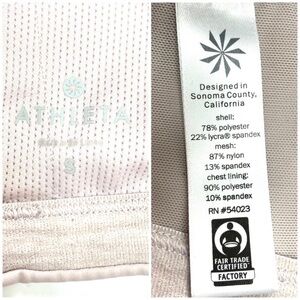 ATHLETA
S
Designed in
Sonoma County,
California
shell:
78% polyester
22% lycra® spandex
mesh:
87% nylon
13% spandex
chest lining:
90% polyester
10% spandex
RN #54023
FAIR TRADE
CERTIFIED
FACTORY